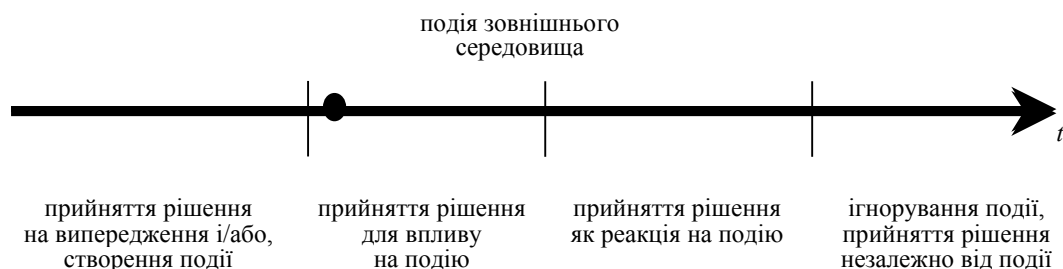 подія зовнішнього
середовища
t
прийняття рішення
на випередження і/або,
створення події
прийняття рішення
для впливу
на подію
прийняття рішення
як реакція на подію
ігнорування події,
прийняття рішення
незалежно від події